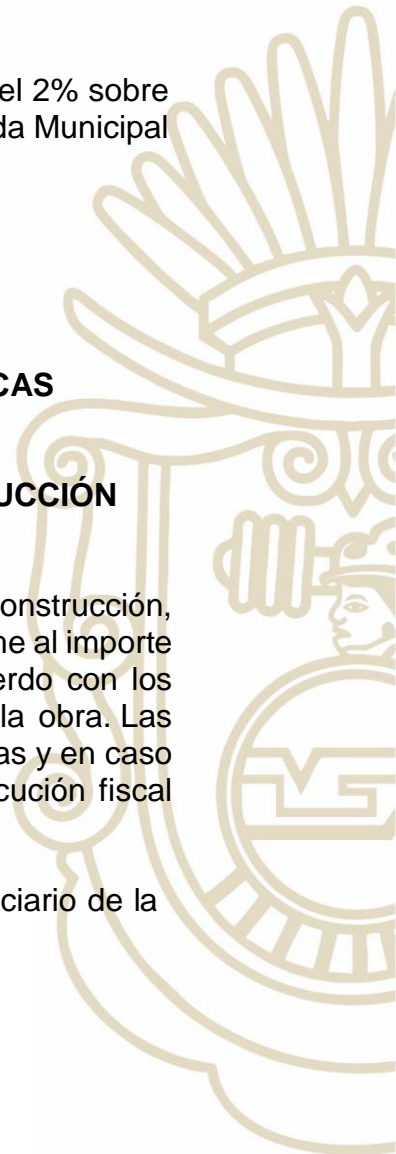 el 2% sobre
da Municipal
CAS
UCCIÓN
onstrucción,
ne al importe
erdo con los
la obra. Las
as y en caso
cución fiscal
ciario de la